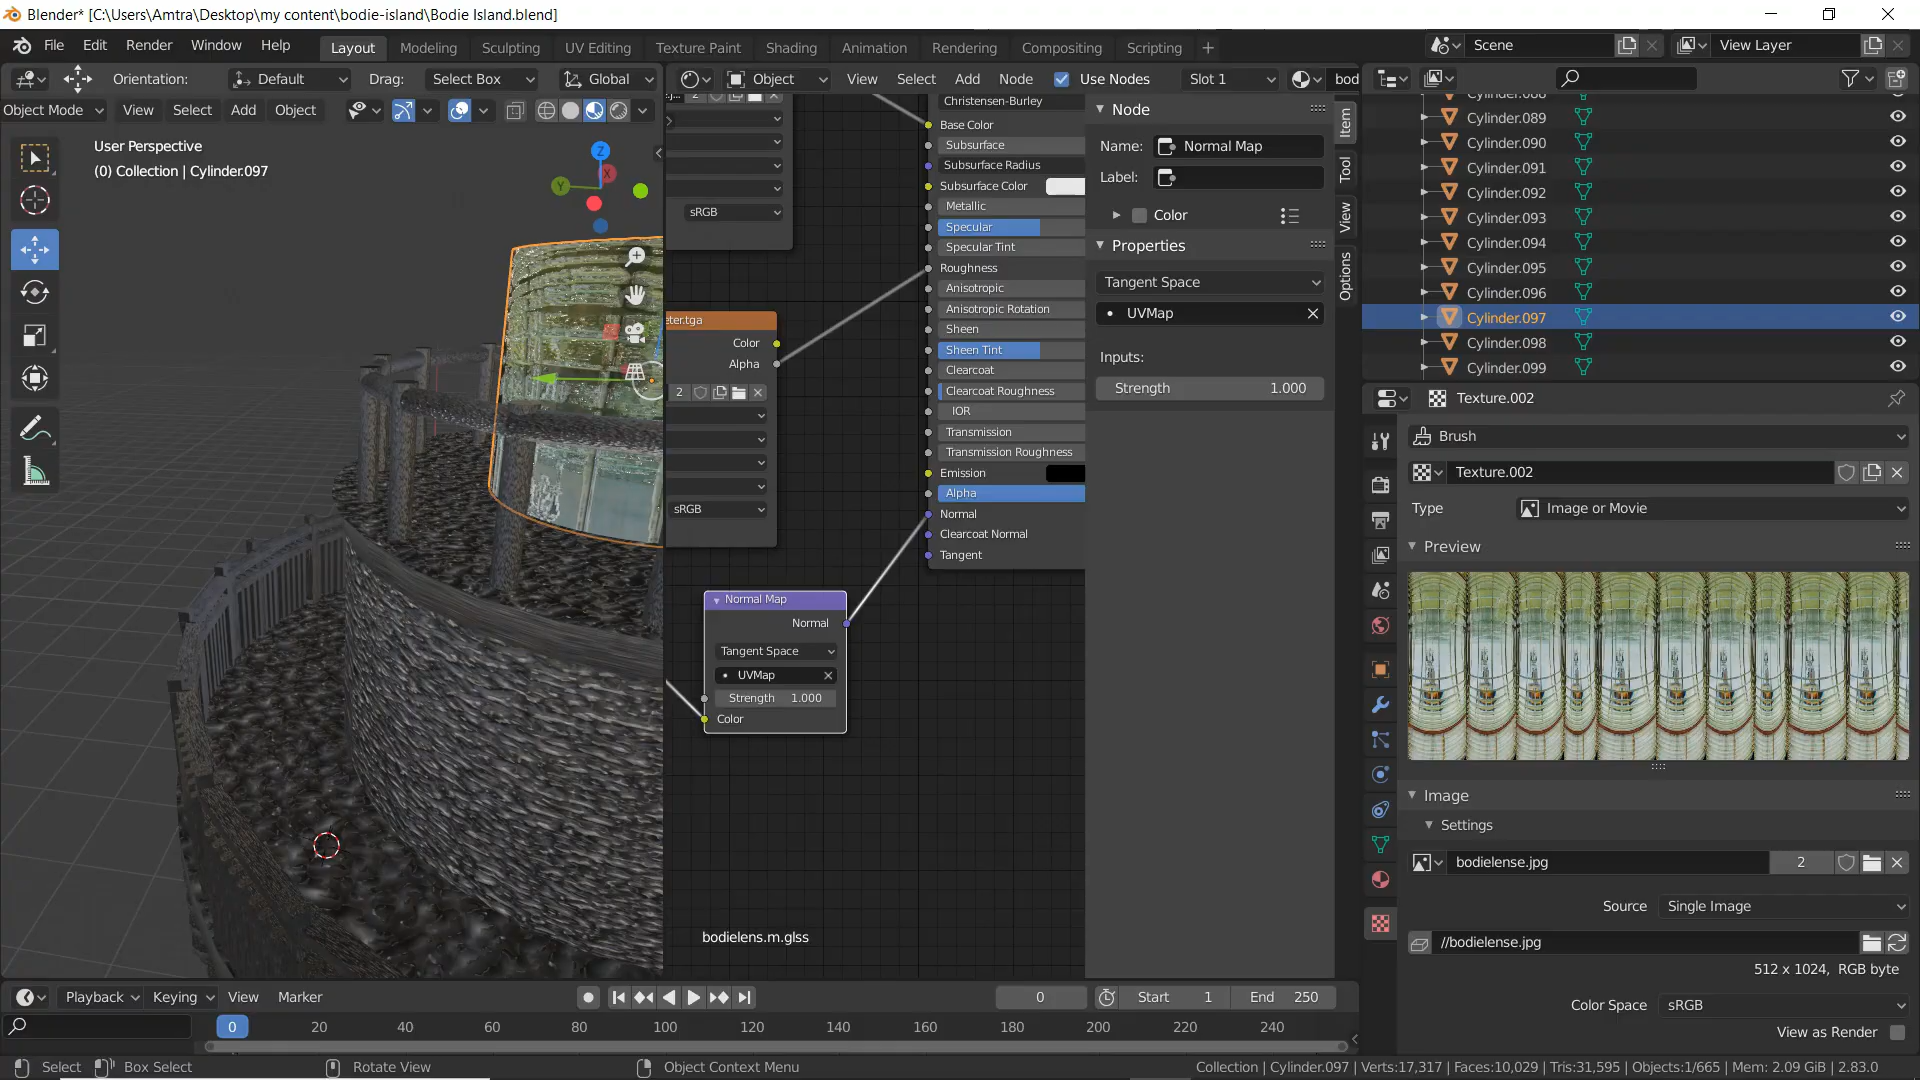 Blender* [C:\Users\Amtra\Desktop\my content\bodie-island\Bodie Island.blend]
File Edit Render Window Help
Layout Modeling Sculpting UV Editing Texture Paint Shading Animation Rendering Compositing Scripting
Scene
View Layer
Orientation: Default Drag: Select Box Global
Object View Select Add Node Use Nodes Slot 1 bod
Object Mode View Select Add Object
User Perspective
(0) Collection | Cylinder.097
Z
X
Y
sRGB
eter.tga
Color
Alpha
2
sRGB
Christensen-Burley
Base Color
Subsurface
Subsurface Radius
Subsurface Color
Metallic
Specular
Specular Tint
Roughness
Anisotropic
Anisotropic Rotation
Sheen
Sheen Tint
Clearcoat
Clearcoat Roughness
IOR
Transmission
Transmission Roughness
Emission
Alpha
Normal
Clearcoat Normal
Tangent
Normal Map
Normal
Tangent Space
UVMap
Strength 1.000
Color
bodielens.m.glss
Node
Name: Normal Map
Label:
Color
Properties
Tangent Space
UVMap
Inputs:
Strength 1.000
Item
Tool
View
Options
Cylinder.089
Cylinder.090
Cylinder.091
Cylinder.092
Cylinder.093
Cylinder.094
Cylinder.095
Cylinder.096
Cylinder.097
Cylinder.098
Cylinder.099
Texture.002
Brush
Texture.002
Type Image or Movie
Preview
Image
Settings
bodielense.jpg 2
Source Single Image
//bodielense.jpg
512 x 1024, RGB byte
Color Space sRGB
View as Render
Playback Keying View Marker
0 Start 1 End 250
0 20 40 60 80 100 120 140 160 180 200 220 240
Select Box Select Rotate View Object Context Menu
Collection | Cylinder.097 | Verts:17,317 | Faces:10,029 | Tris:31,595 | Objects:1/665 | Mem: 2.09 GiB | 2.83.0